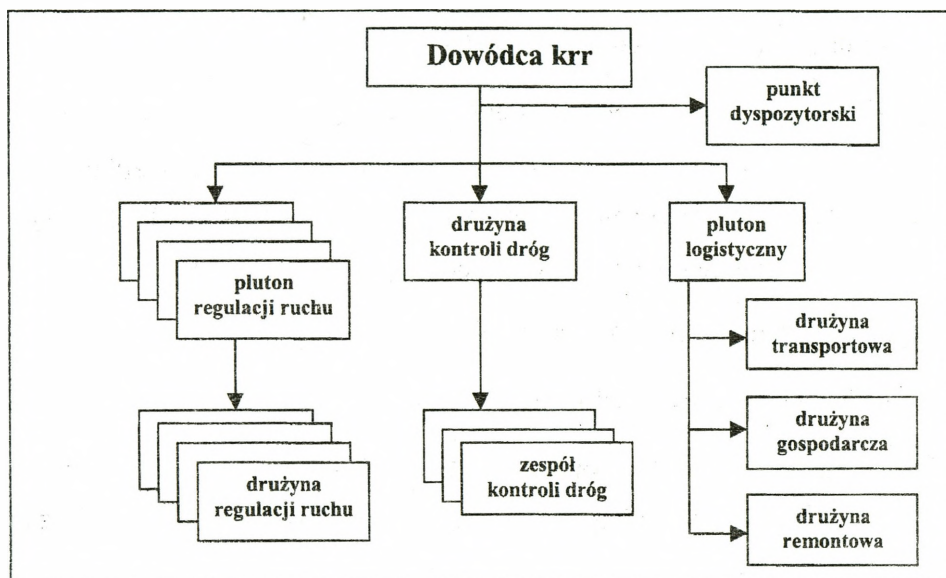 Dowódca krr
punkt
dyspozytorski
pluton
regulacji ruchu
drużyna
kontroli dróg
pluton
logistyczny
drużyna
transportowa
drużyna
regulacji ruchu
zespół
kontroli dróg
drużyna
gospodarcza
drużyna
remontowa